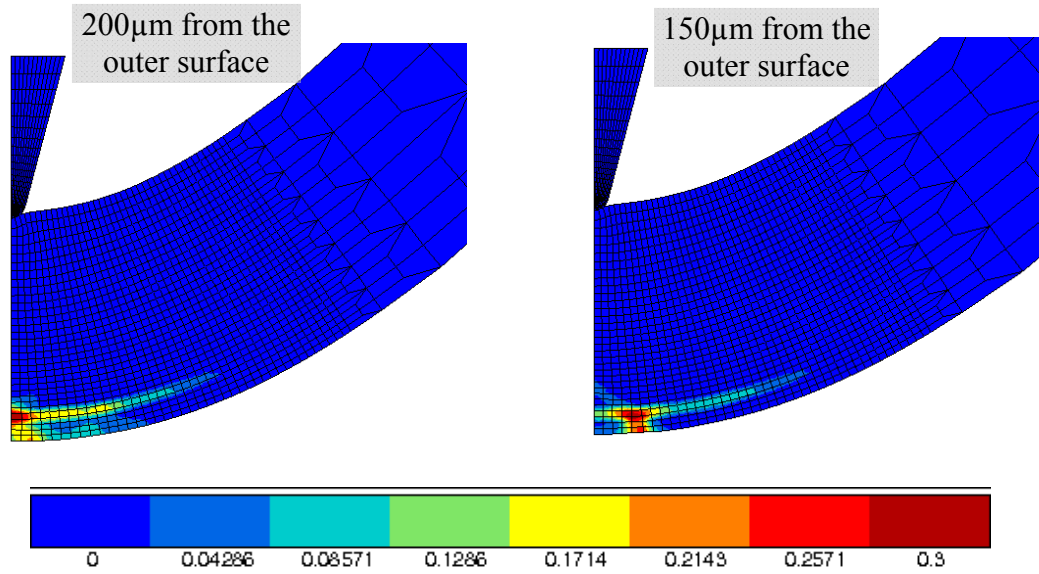 200µm from the
outer surface
150µm from the
outer surface
0 0.04286 0.08571 0.1286 0.1714 0.2143 0.2571 0.3